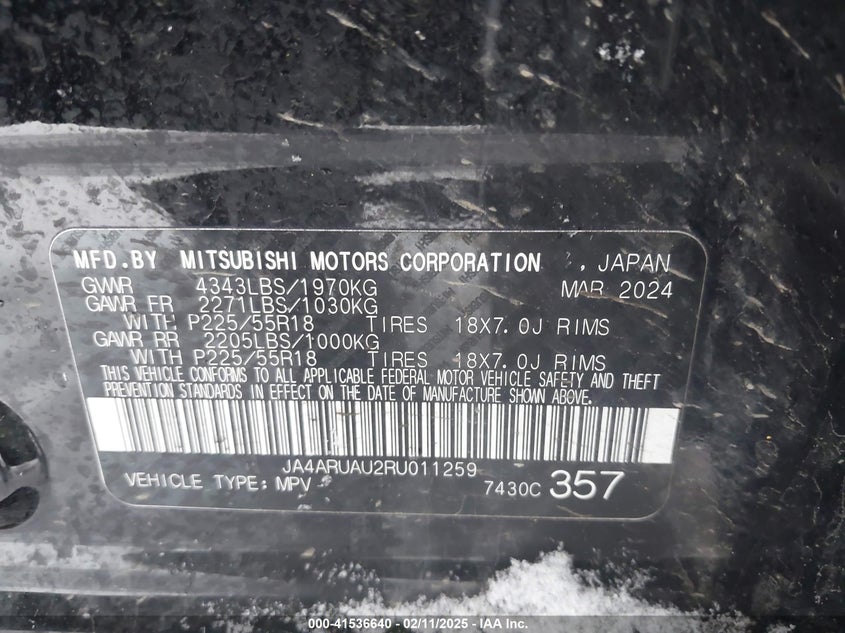 MFD.BY MITSUBISHI MOTORS CORPORATION , JAPAN
GVWR 4343LBS/1970KG MAR 2024
GAWR FR 2271LBS/1030KG
WITH P225/55R18 TIRES 18X7.0J RIMS
GAWR RR 2205LBS/1000KG
WITH P225/55R18 TIRES 18X7.0J RIMS
THIS VEHICLE CONFORMS TO ALL APPLICABLE FEDERAL MOTOR VEHICLE SAFETY AND THEFT
PREVENTION STANDARDS IN EFFECT ON THE DATE OF MANUFACTURE SHOWN ABOVE.
JA4ARUAU2RU011259
VEHICLE TYPE: MPV 7430C 357
000-41536640 - 02/11/2025 - IAA Inc.